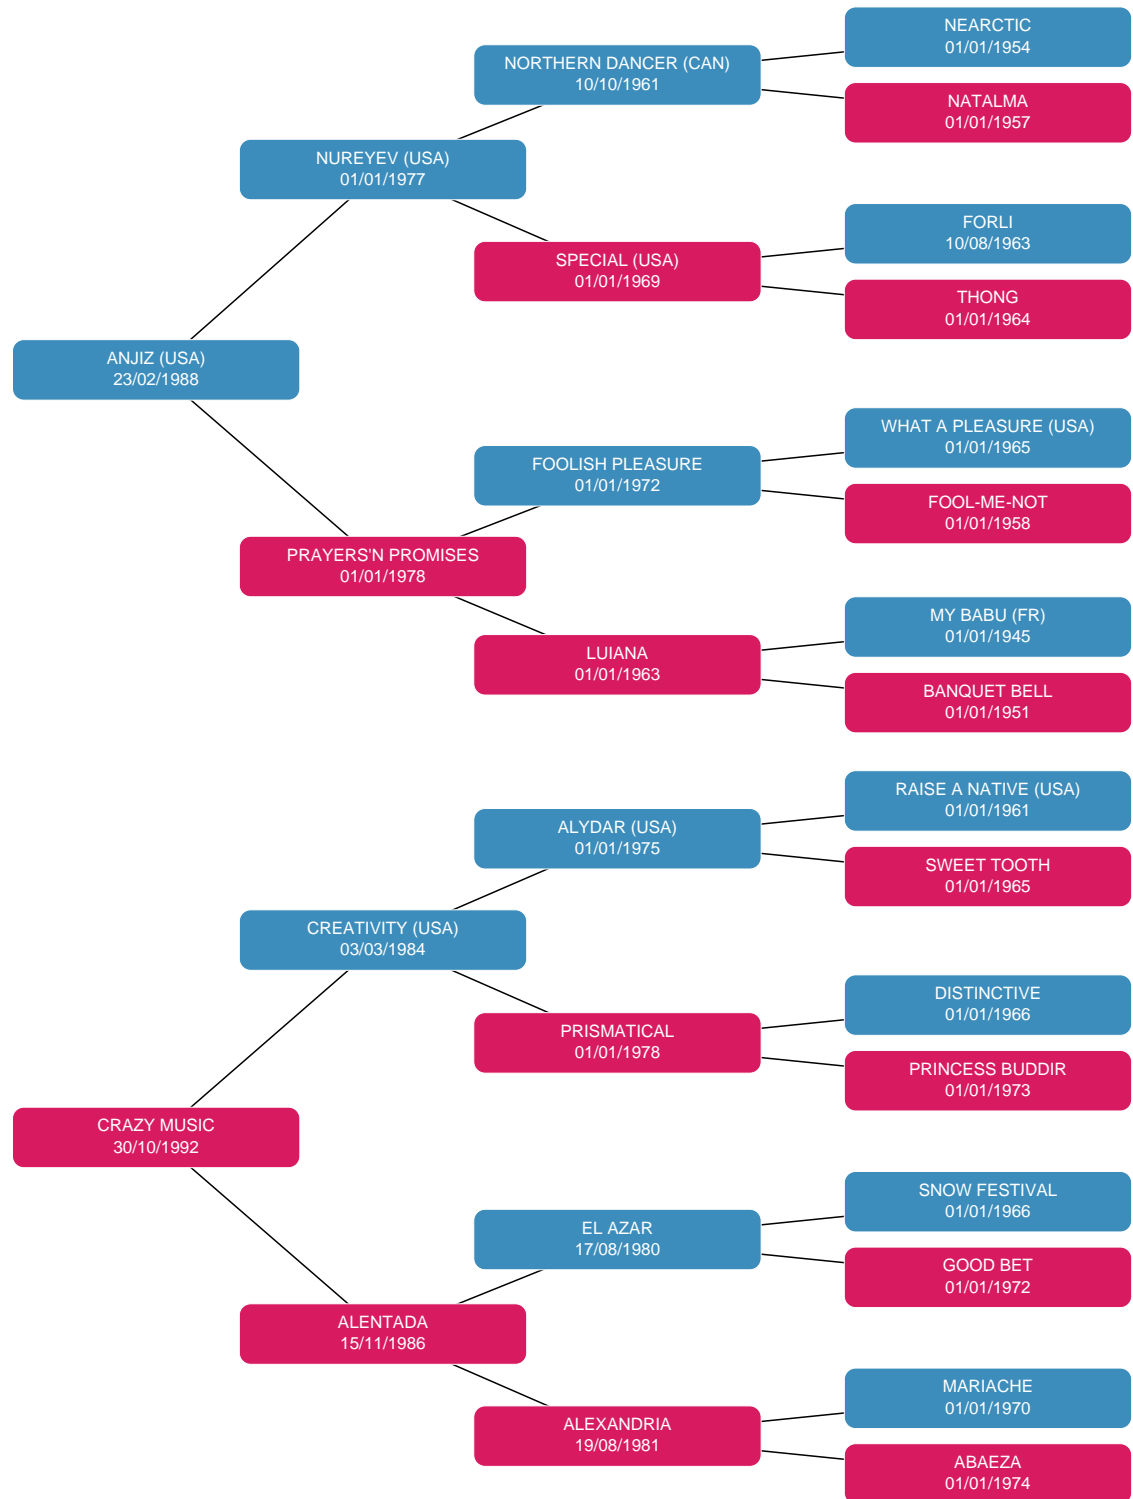 NEARCTIC
01/01/1954
NORTHERN DANCER (CAN)
10/10/1961
NATALMA
01/01/1957
NUREYEV (USA)
01/01/1977
FORLI
10/08/1963
SPECIAL (USA)
01/01/1969
THONG
01/01/1964
ANJIZ (USA)
23/02/1988
WHAT A PLEASURE (USA)
01/01/1965
FOOLISH PLEASURE
01/01/1972
FOOL-ME-NOT
01/01/1958
PRAYERS'N PROMISES
01/01/1978
MY BABU (FR)
01/01/1945
LUIANA
01/01/1963
BANQUET BELL
01/01/1951
RAISE A NATIVE (USA)
01/01/1961
ALYDAR (USA)
01/01/1975
SWEET TOOTH
01/01/1965
CREATIVITY (USA)
03/03/1984
DISTINCTIVE
01/01/1966
PRISMATICAL
01/01/1978
PRINCESS BUDDIR
01/01/1973
CRAZY MUSIC
30/10/1992
SNOW FESTIVAL
01/01/1966
EL AZAR
17/08/1980
GOOD BET
01/01/1972
ALENTADA
15/11/1986
MARIACHE
01/01/1970
ALEXANDRIA
19/08/1981
ABAEZA
01/01/1974